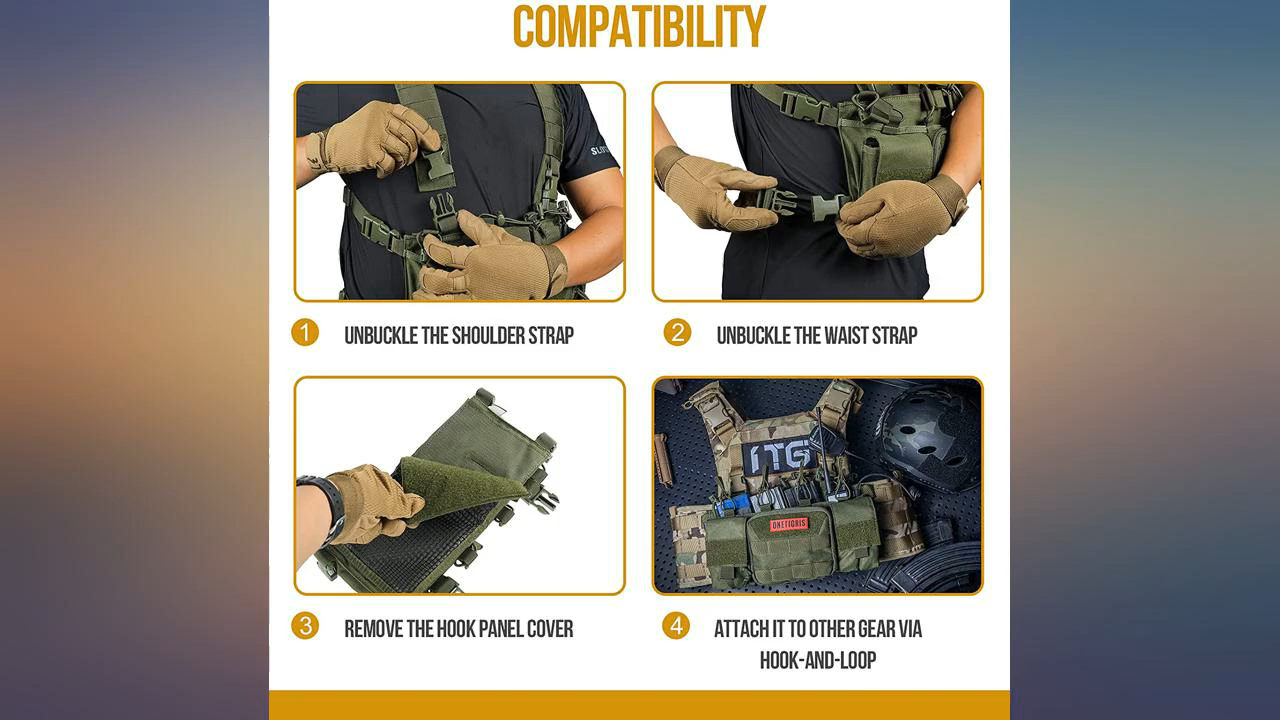 COMPATIBILITY
1 UNBUCKLE THE SHOULDER STRAP
2 UNBUCKLE THE WAIST STRAP
3 REMOVE THE HOOK PANEL COVER
ITG
ONETIGRIS
4 ATTACH IT TO OTHER GEAR VIA
HOOK-AND-LOOP